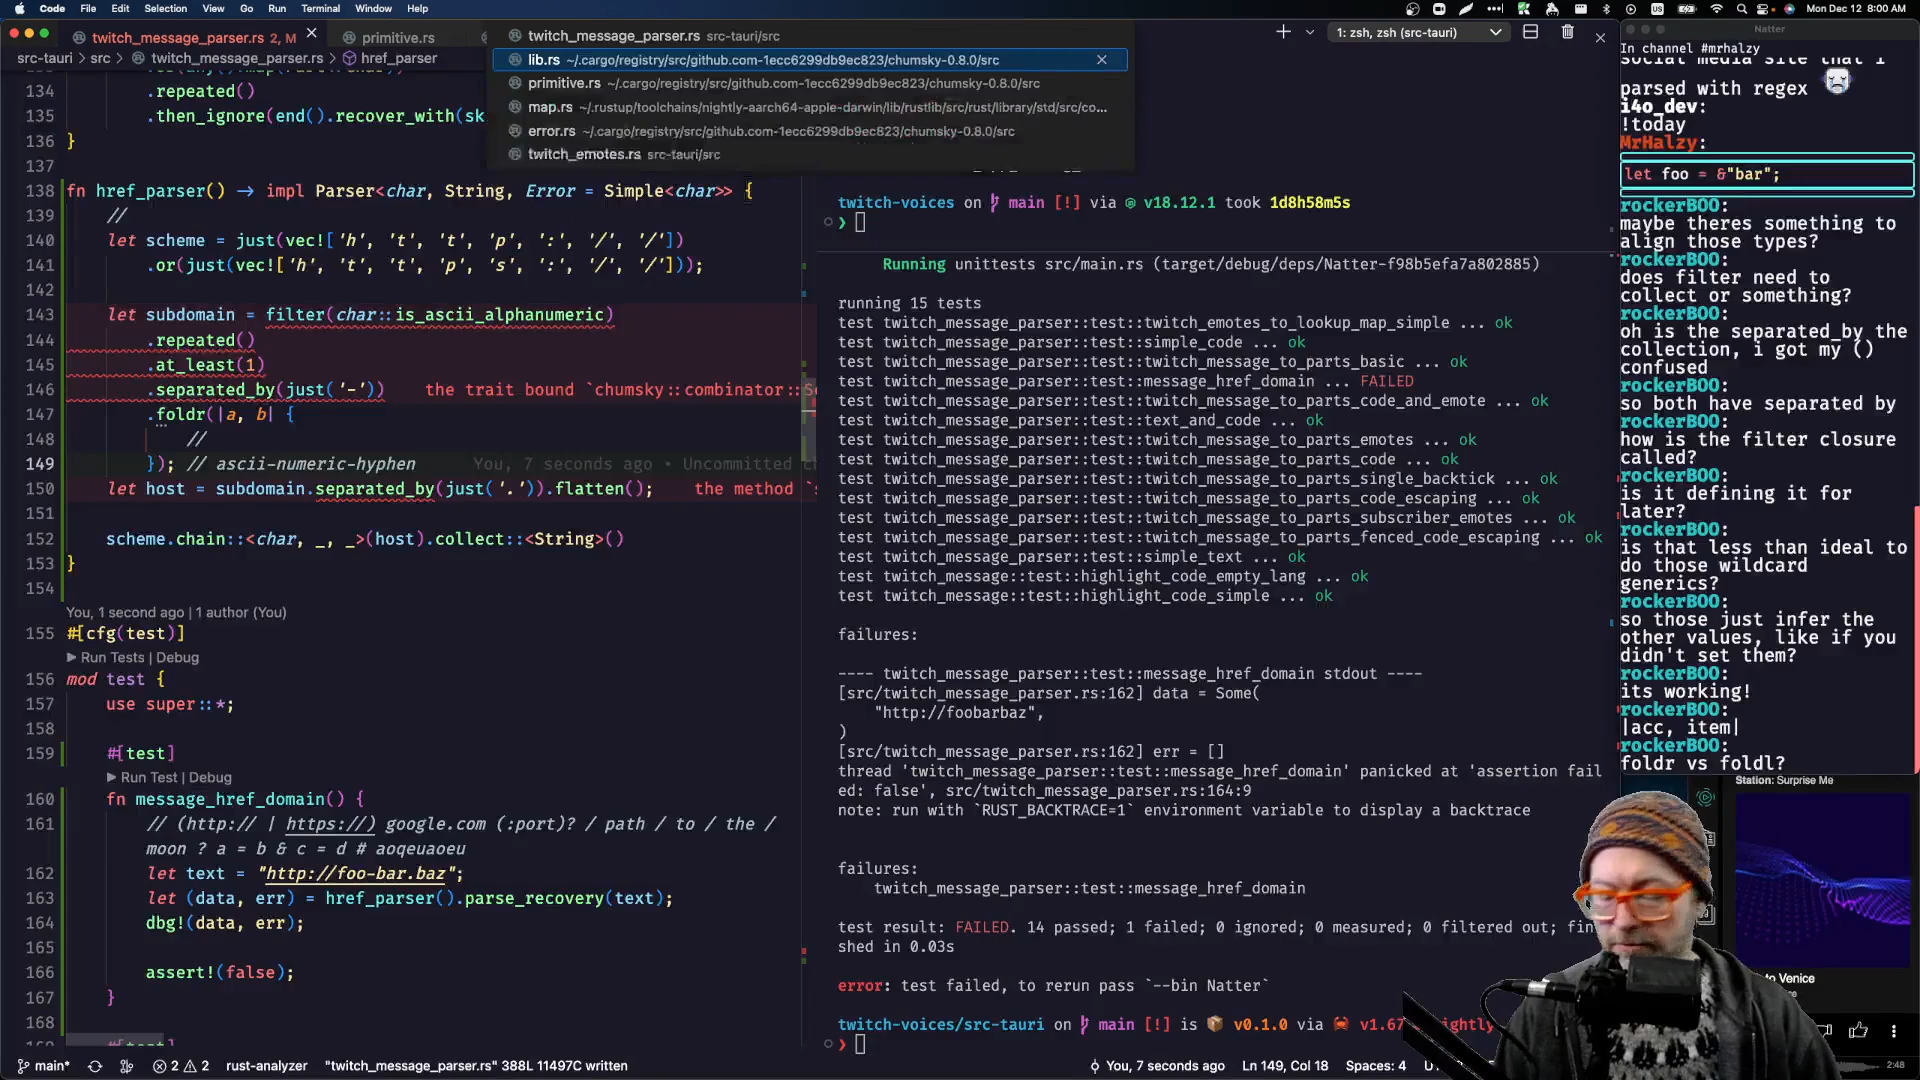 Code File Edit Selection View Go Run Terminal Window Help
Mon Dec 12 8:00 AM
twitch_message_parser.rs 2, M
primitive.rs
src-tauri > src > twitch_message_parser.rs > href_parser
twitch_message_parser.rs src-tauri/src
lib.rs ~/.cargo/registry/src/github.com-1ecc6299db9ec823/chumsky-0.8.0/src
primitive.rs ~/.cargo/registry/src/github.com-1ecc6299db9ec823/chumsky-0.8.0/src
map.rs ~/.rustup/toolchains/nightly-aarch64-apple-darwin/lib/rustlib/src/rust/library/std/src/co...
error.rs ~/.cargo/registry/src/github.com-1ecc6299db9ec823/chumsky-0.8.0/src
twitch_emotes.rs src-tauri/src
134 .repeated()
135 .then_ignore(end().recover_with(sk
136 }
137
138 fn href_parser() → impl Parser<char, String, Error = Simple<char>> {
139 //
140 let scheme = just(vec!['h', 't', 't', 'p', ':', '/', '/'])
141 .or(just(vec!['h', 't', 't', 'p', 's', ':', '/', '/']));
142
143 let subdomain = filter(char::is_ascii_alphanumeric)
144 .repeated()
145 .at_least(1)
146 .separated_by(just('-')) the trait bound `chumsky::combinator::S
147 .foldr(|a, b| {
148 //
149 }); // ascii-numeric-hyphen You, 7 seconds ago • Uncommitted c
150 let host = subdomain.separated_by(just('.')).flatten(); the method `
151
152 scheme.chain::<char, _, _>(host).collect::<String>()
153 }
154
You, 1 second ago | 1 author (You)
155 #[cfg(test)]
Run Tests | Debug
156 mod test {
157 use super::*;
158
159 #[test]
Run Test | Debug
160 fn message_href_domain() {
161 // (http:// | https://) google.com (:port)? / path / to / the /
moon ? a = b & c = d # aoqeuaoeu
162 let text = "http://foo-bar.baz";
163 let (data, err) = href_parser().parse_recovery(text);
164 dbg!(data, err);
165
166 assert!(false);
167 }
168
#[test]
1: zsh, zsh (src-tauri)
twitch-voices on main [!] via v18.12.1 took 1d8h58m5s
❯
Running unittests src/main.rs (target/debug/deps/Natter-f98b5efa7a802885)
running 15 tests
test twitch_message_parser::test::twitch_emotes_to_lookup_map_simple ... ok
test twitch_message_parser::test::simple_code ... ok
test twitch_message_parser::test::twitch_message_to_parts_basic ... ok
test twitch_message_parser::test::message_href_domain ... FAILED
test twitch_message_parser::test::twitch_message_to_parts_code_and_emote ... ok
test twitch_message_parser::test::text_and_code ... ok
test twitch_message_parser::test::twitch_message_to_parts_emotes ... ok
test twitch_message_parser::test::twitch_message_to_parts_code ... ok
test twitch_message_parser::test::twitch_message_to_parts_single_backtick ... ok
test twitch_message_parser::test::twitch_message_to_parts_code_escaping ... ok
test twitch_message_parser::test::twitch_message_to_parts_subscriber_emotes ... ok
test twitch_message_parser::test::twitch_message_to_parts_fenced_code_escaping ... ok
test twitch_message_parser::test::simple_text ... ok
test twitch_message::test::highlight_code_empty_lang ... ok
test twitch_message::test::highlight_code_simple ... ok
failures:
---- twitch_message_parser::test::message_href_domain stdout ----
[src/twitch_message_parser.rs:162] data = Some(
"http://foobarbaz",
)
[src/twitch_message_parser.rs:162] err = []
thread 'twitch_message_parser::test::message_href_domain' panicked at 'assertion fail
ed: false', src/twitch_message_parser.rs:164:9
note: run with `RUST_BACKTRACE=1` environment variable to display a backtrace
failures:
twitch_message_parser::test::message_href_domain
test result: FAILED. 14 passed; 1 failed; 0 ignored; 0 measured; 0 filtered out; fin
shed in 0.03s
error: test failed, to rerun pass `--bin Natter`
twitch-voices/src-tauri on main [!] is v0.1.0 via v1.67
❯
Natter
In channel #mrhalzy
social media site that i
parsed with regex
i4o_dev:
!today
MrHalzy:
let foo = &"bar";
rockerBOO:
maybe theres something to
align those types?
rockerBOO:
does filter need to
collect or something?
rockerBOO:
oh is the separated_by the
collection, i got my ()
confused
rockerBOO:
so both have separated by
rockerBOO:
how is the filter closure
called?
rockerBOO:
is it defining it for
later?
rockerBOO:
is that less than ideal to
do those wildcard
generics?
rockerBOO:
so those just infer the
other values, like if you
didn't set them?
rockerBOO:
its working!
rockerBOO:
|acc, item|
rockerBOO:
foldr vs foldl?
Station: Surprise Me
to Venice
2:48
main* 2 2 rust-analyzer "twitch_message_parser.rs" 388L 11497C written
You, 7 seconds ago Ln 149, Col 18 Spaces: 4